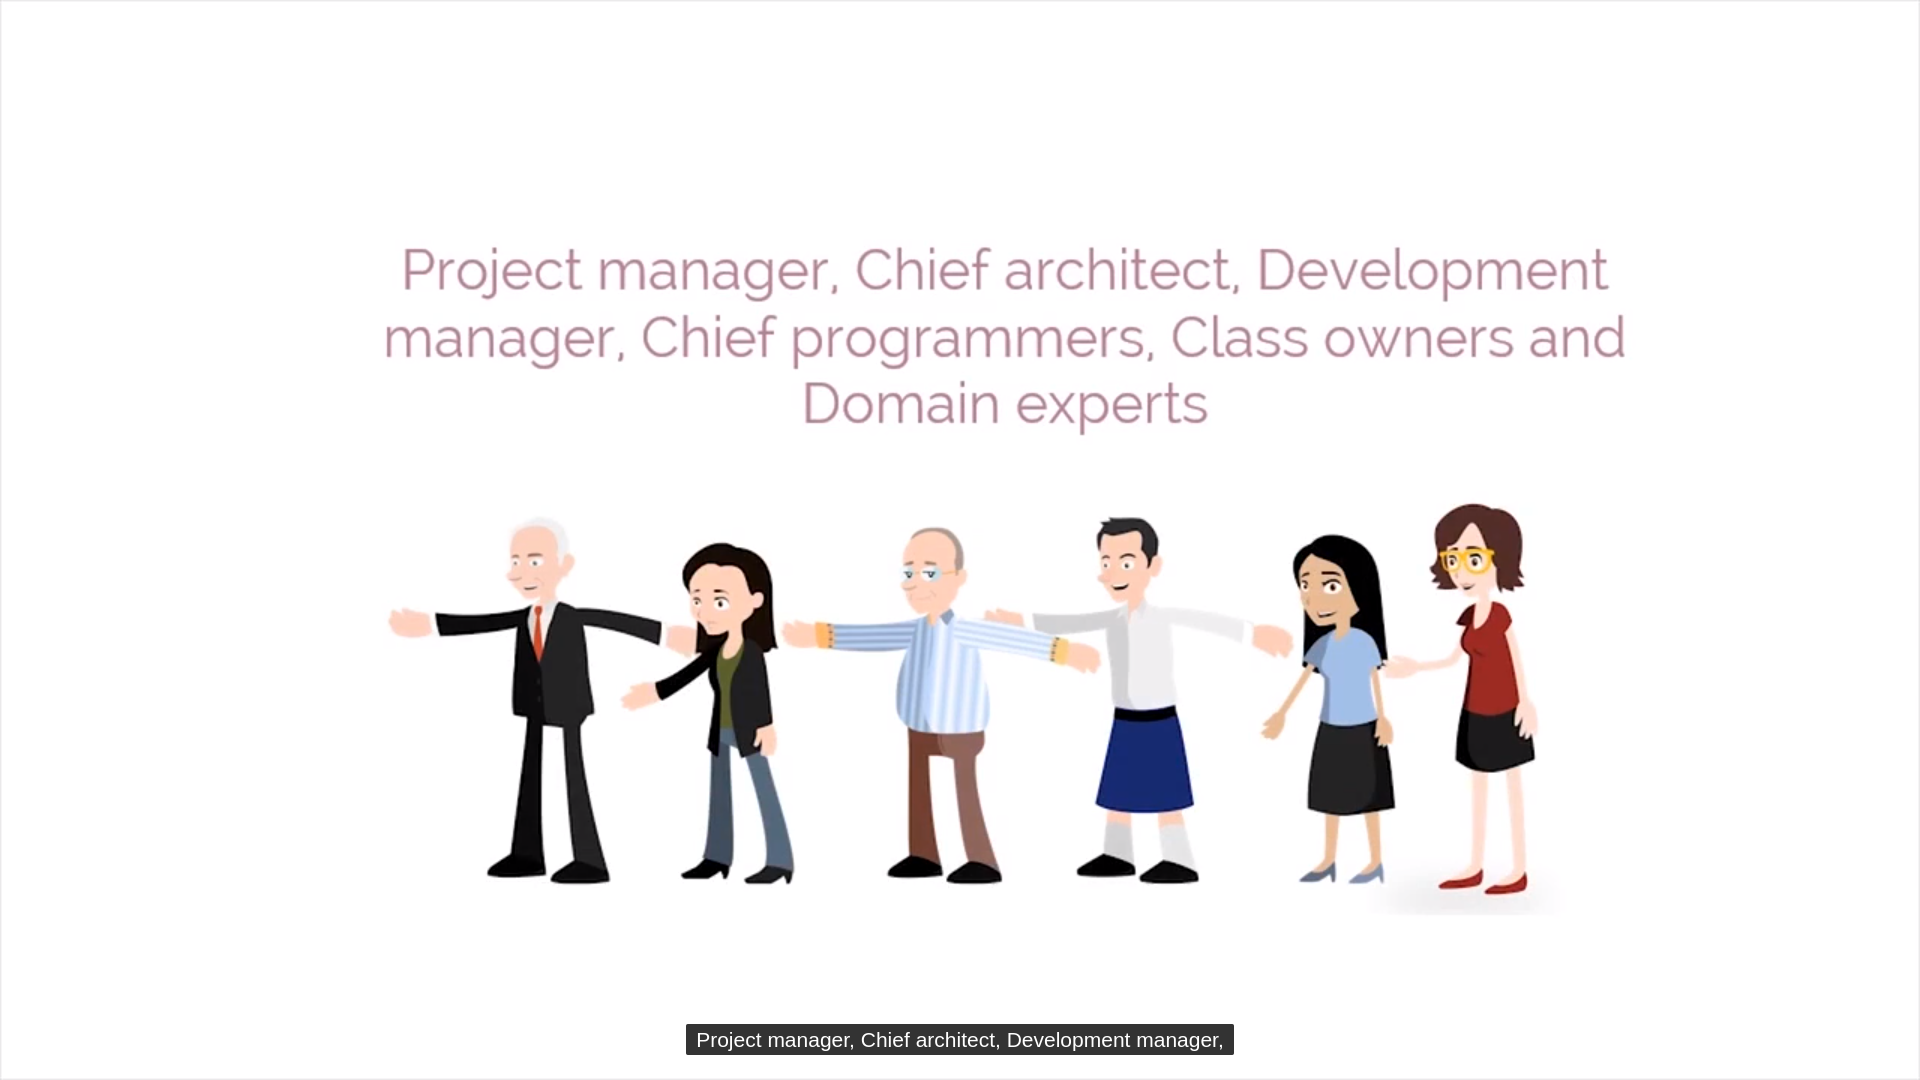 Project manager, Chief architect, Development
manager, Chief programmers, Class owners and
Domain experts
Project manager, Chief architect, Development manager,